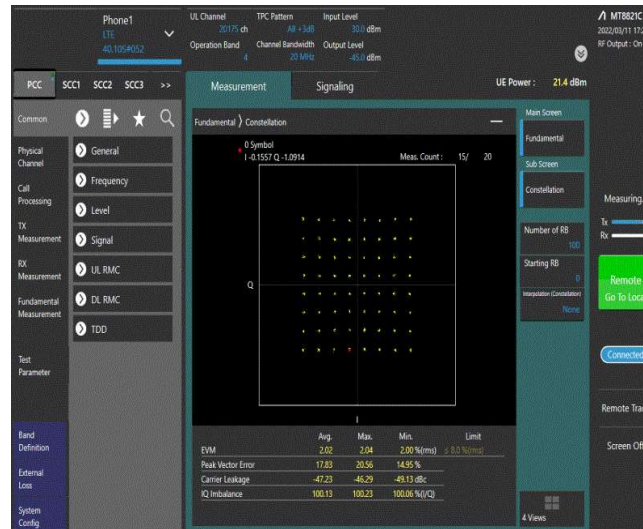 Phone1
LTE
40.10S#052
UL Channel 20175 ch
TPC Pattern All +3dB
Input Level 30.0 dBm
Operation Band 4
Channel Bandwidth 20 MHz
Output Level -45.0 dBm
MT8821C
2022/03/11 17:2
RF Output : On
PCC SCC1 SCC2 SCC3 >>
Measurement Signaling
UE Power : 21.4 dBm
Common
Physical
Channel
Call
Processing
TX
Measurement
RX
Measurement
Fundamental
Measurement
Test
Parameter
Band
Definition
External
Loss
System
Config
General
Frequency
Level
Signal
UL RMC
DL RMC
TDD
Fundamental 〉 Constellation
0 Symbol
I -0.1557 Q -1.0914
Meas. Count : 15/ 20
Q
I
Avg. Max. Min. Limit
EVM 2.02 2.04 2.00 %(rms) ≤ 8.0 %(rms)
Peak Vector Error 17.83 20.56 14.95 %
Carrier Leakage -47.23 -46.29 -49.13 dBc
IQ Imbalance 100.13 100.23 100.06 %(I/Q)
Main Screen
Fundamental
Sub Screen
Constellation
Number of RB
100
Starting RB
0
Interpolation (Constellation)
None
4 Views
Measuring.
Tx
Rx
Remote
Go To Loca
Connected
Remote Trac
Screen Off